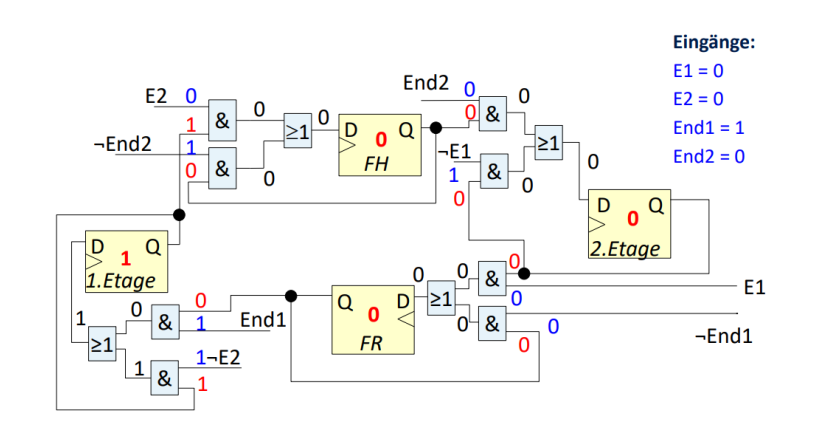 Eingänge:
E1 = 0
E2 = 0
End1 = 1
End2 = 0
E2 0
1
&
0
¬End2 1
0
&
0
≥1
0
D 0 Q
FH
End2 0
0
&
0
¬E1
1
0
&
0
≥1
0
D 0 Q
2.Etage
D 1 Q
1.Etage
1
≥1
0
&
0
1 End1
1
&
1 ¬E2
1
Q 0 D
FR
0
≥1
0
&
0
0
E1
0
&
0
0
¬End1